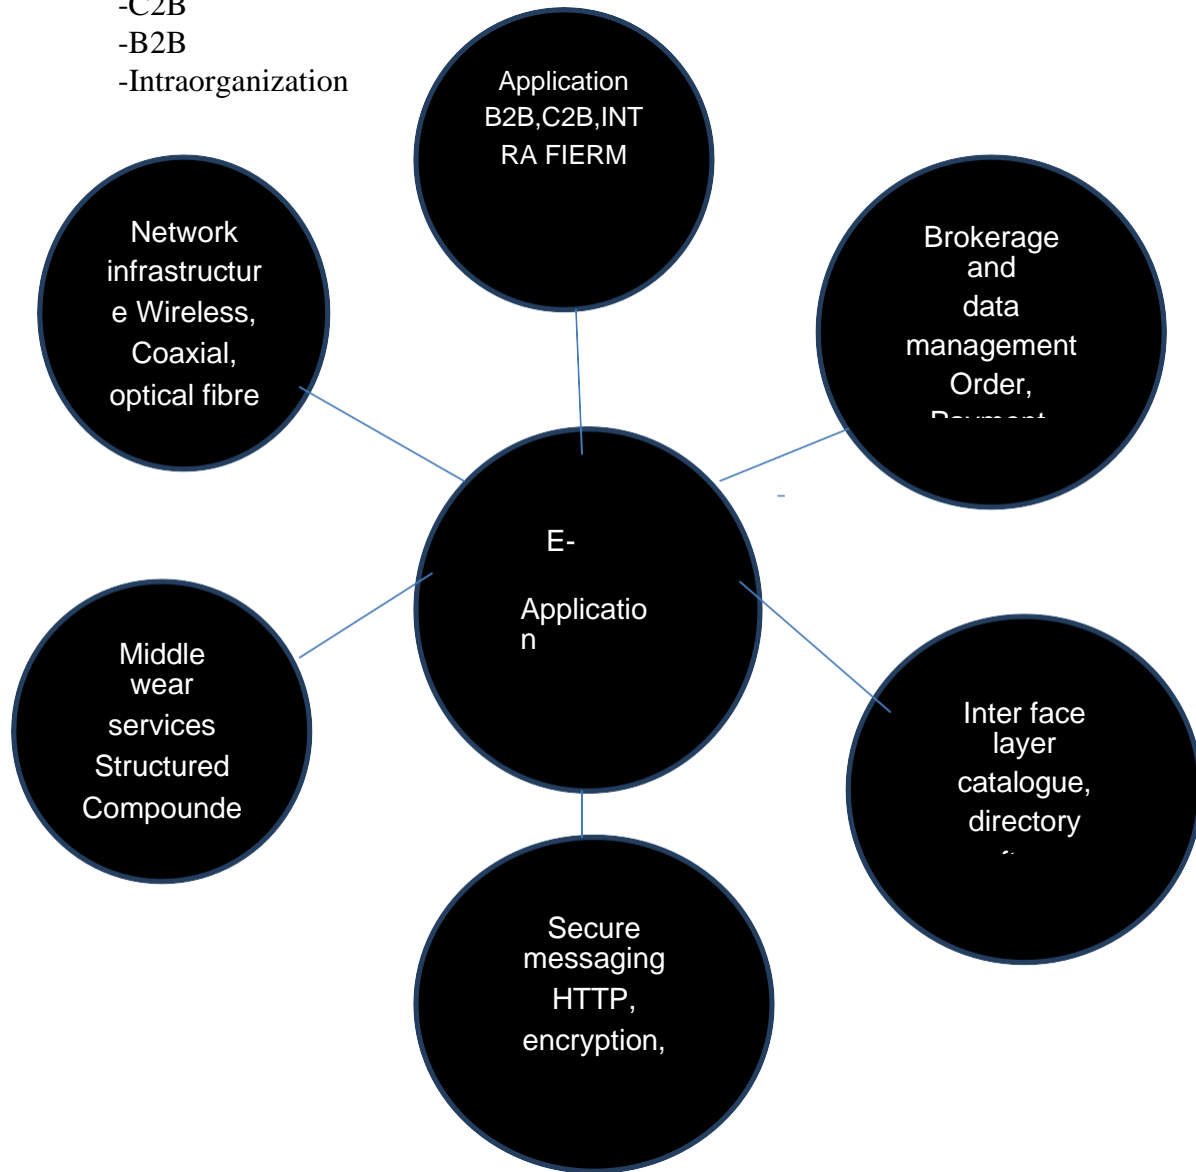 -C2B
-B2B
-Intraorganization
Application
B2B,C2B,INT
RA FIERM
Network
infrastructur
e Wireless,
Coaxial,
optical fibre
Brokerage
and
data
management
Order,
E-
Applicatio
n
Middle
wear
services
Structured
Compounde
Inter face
layer
catalogue,
directory
Secure
messaging
HTTP,
encryption,